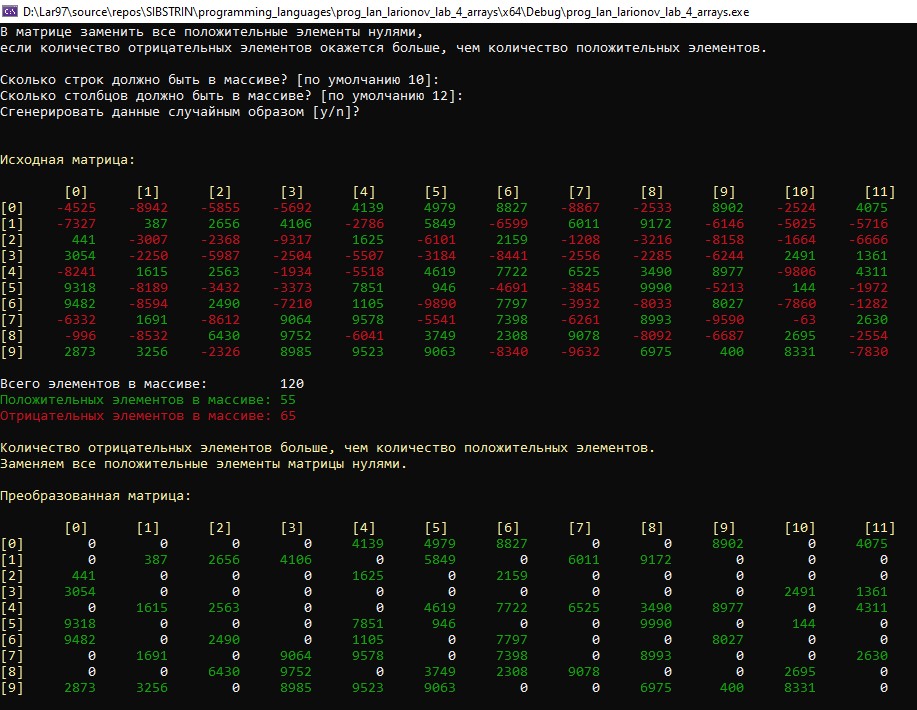 D:\Lar97\source\repos\SIBSTRIN\programming_languages\prog_lan_larionov_lab_4_arrays\x64\Debug\prog_lan_larionov_lab_4_arrays.exe
В матрице заменить все положительные элементы нулями,
если количество отрицательных элементов окажется больше, чем количество положительных элементов.
Сколько строк должно быть в массиве? [по умолчанию 10]:
Сколько столбцов должно быть в массиве? [по умолчанию 12]:
Сгенерировать данные случайным образом [y/n]?
Исходная матрица:
[0] [1] [2] [3] [4] [5] [6] [7] [8] [9] [10] [11]
[0] -4525 -8942 -5855 -5692 4139 4979 8827 -8867 -2533 8902 -2524 4075
[1] -7327 387 2656 4106 -2786 5849 -6599 6011 9172 -6146 -5025 -5716
[2] 441 -3007 -2368 -9317 1625 -6101 2159 -1208 -3216 -8158 -1664 -6666
[3] 3054 -2250 -5987 -2504 -5507 -3184 -8441 -2556 -2285 -6244 2491 1361
[4] -8241 1615 2563 -1934 -5518 4619 7722 6525 3490 8977 -9806 4311
[5] 9318 -8189 -3432 -3373 7851 946 -4691 -3845 9990 -5213 144 -1972
[6] 9482 -8594 2490 -7210 1105 -9890 7797 -3932 -8033 8027 -7860 -1282
[7] -6332 1691 -8612 9064 9578 -5541 7398 -6261 8993 -9590 -63 2630
[8] -996 -8532 6430 9752 -6041 3749 2308 9078 -8092 -6687 2695 -2554
[9] 2873 3256 -2326 8985 9523 9063 -8340 -9632 6975 400 8331 -7830
Всего элементов в массиве: 120
Положительных элементов в массиве: 55
Отрицательных элементов в массиве: 65
Количество отрицательных элементов больше, чем количество положительных элементов.
Заменяем все положительные элементы матрицы нулями.
Преобразованная матрица:
[0] [1] [2] [3] [4] [5] [6] [7] [8] [9] [10] [11]
[0] 0 0 0 0 4139 4979 8827 0 0 8902 0 4075
[1] 0 387 2656 4106 0 5849 0 6011 9172 0 0 0
[2] 441 0 0 0 1625 0 2159 0 0 0 0 0
[3] 3054 0 0 0 0 0 0 0 0 0 2491 1361
[4] 0 1615 2563 0 0 4619 7722 6525 3490 8977 0 4311
[5] 9318 0 0 0 7851 946 0 0 9990 0 144 0
[6] 9482 0 2490 0 1105 0 7797 0 0 8027 0 0
[7] 0 1691 0 9064 9578 0 7398 0 8993 0 0 2630
[8] 0 0 6430 9752 0 3749 2308 9078 0 0 2695 0
[9] 2873 3256 0 8985 9523 9063 0 0 6975 400 8331 0